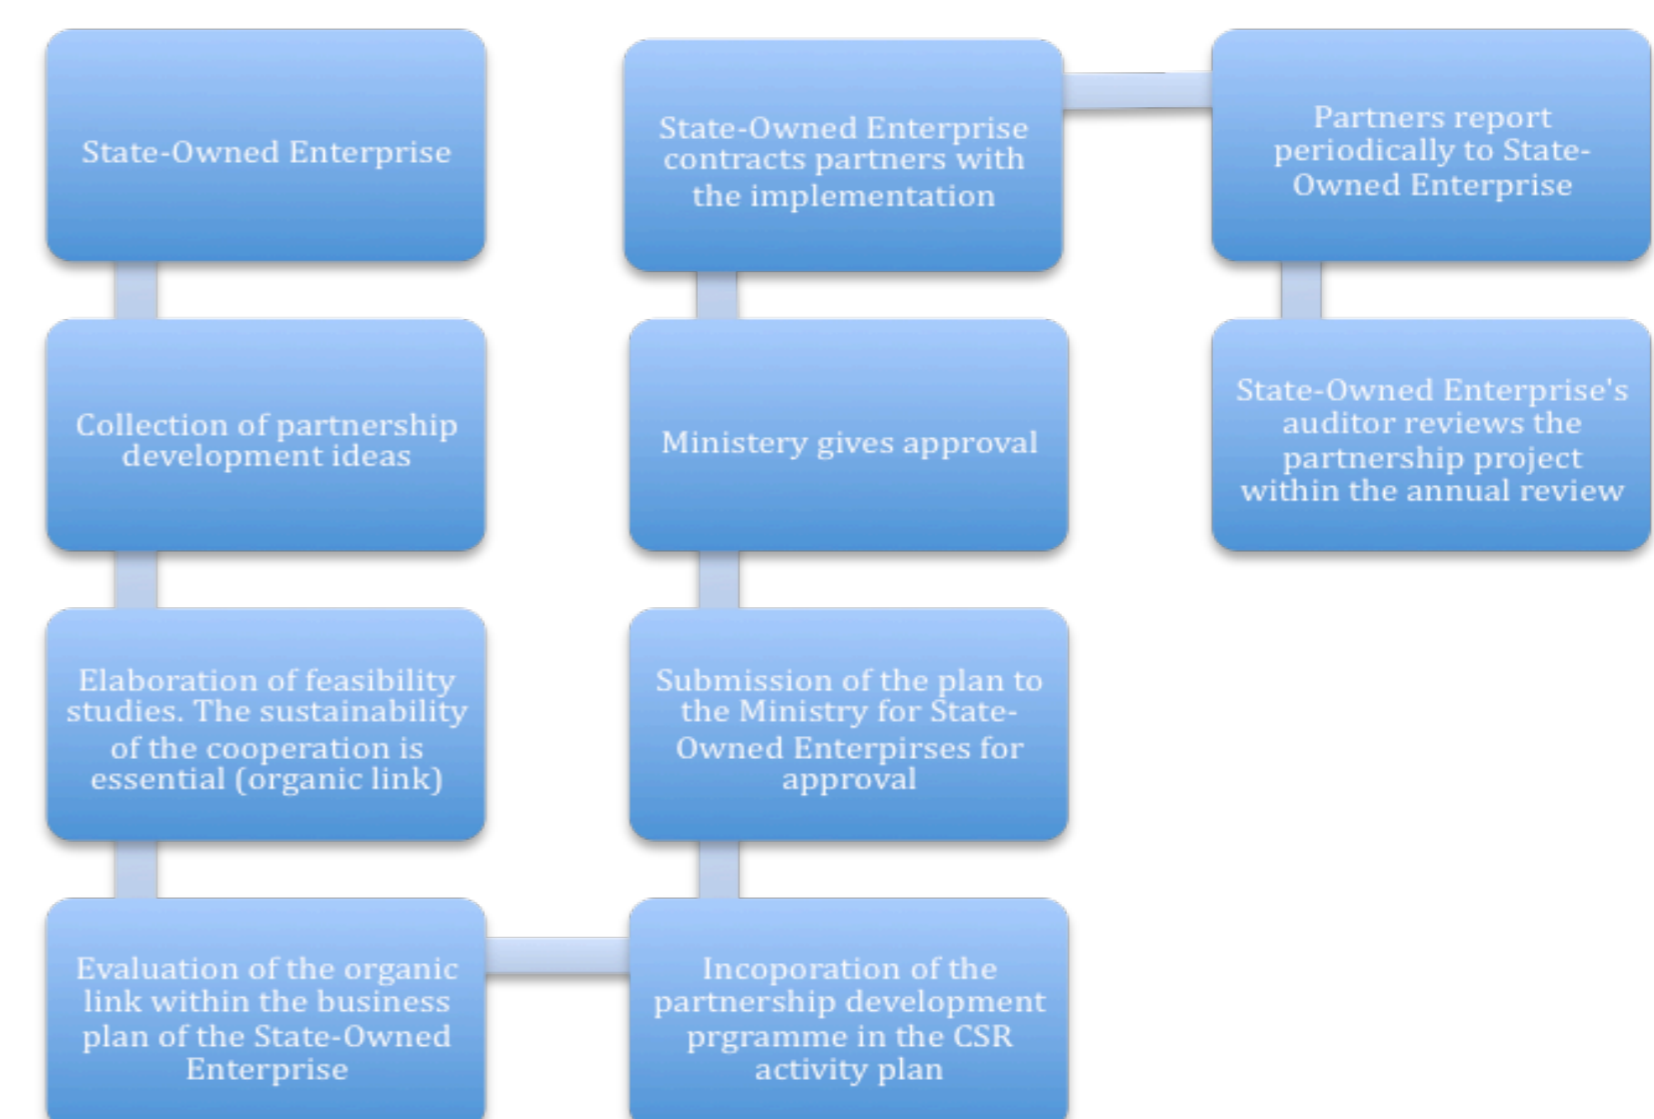 State-Owned Enterprise
Collection of partnership
development ideas
Elaboration of feasibility
studies. The sustainability
of the cooperation is
essential (organic link)
Evaluation of the organic
link within the business
plan of the State-Owned
Enterprise
Incoporation of the
partnership development
prgramme in the CSR
activity plan
Submission of the plan to
the Ministry for State-
Owned Enterpirses for
approval
Ministery gives approval
State-Owned Enterprise
contracts partners with
the implementation
Partners report
periodically to State-
Owned Enterprise
State-Owned Enterprise's
auditor reviews the
partnership project
within the annual review